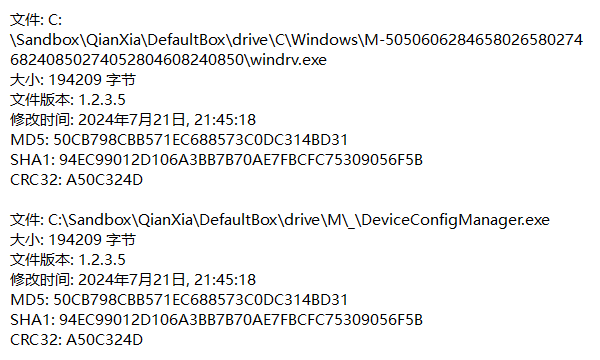 文件: C:
\Sandbox\QianXia\DefaultBox\drive\C\Windows\M-5050606284658026580274
682408502740528046082408​50\windrv.exe
大小: 194209 字节
文件版本: 1.2.3.5
修改时间: 2024年7月21日, 21:45:18
MD5: 50CB798CBB571EC688573C0DC314BD31
SHA1: 94EC99012D106A3BB7B70AE7FBCFC75309056F5B
CRC32: A50C324D

文件: C:\Sandbox\QianXia\DefaultBox\drive\M\_\DeviceConfigManager.exe
大小: 194209 字节
文件版本: 1.2.3.5
修改时间: 2024年7月21日, 21:45:18
MD5: 50CB798CBB571EC688573C0DC314BD31
SHA1: 94EC99012D106A3BB7B70AE7FBCFC75309056F5B
CRC32: A50C324D